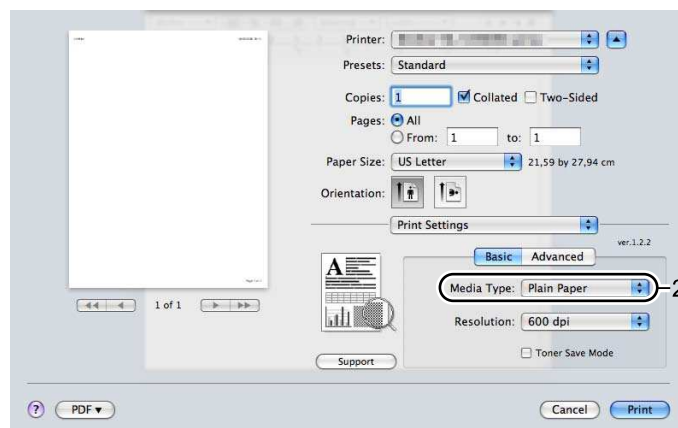 Printer:
Presets: Standard
Copies: 1 Collated Two-Sided
Pages: All
From: 1 to: 1
Paper Size: US Letter 21,59 by 27,94 cm
Orientation:
Print Settings
ver.1.2.2
Basic Advanced
Media Type: Plain Paper 2
Resolution: 600 dpi
Toner Save Mode
A
1 of 1
Support
? PDF Cancel Print